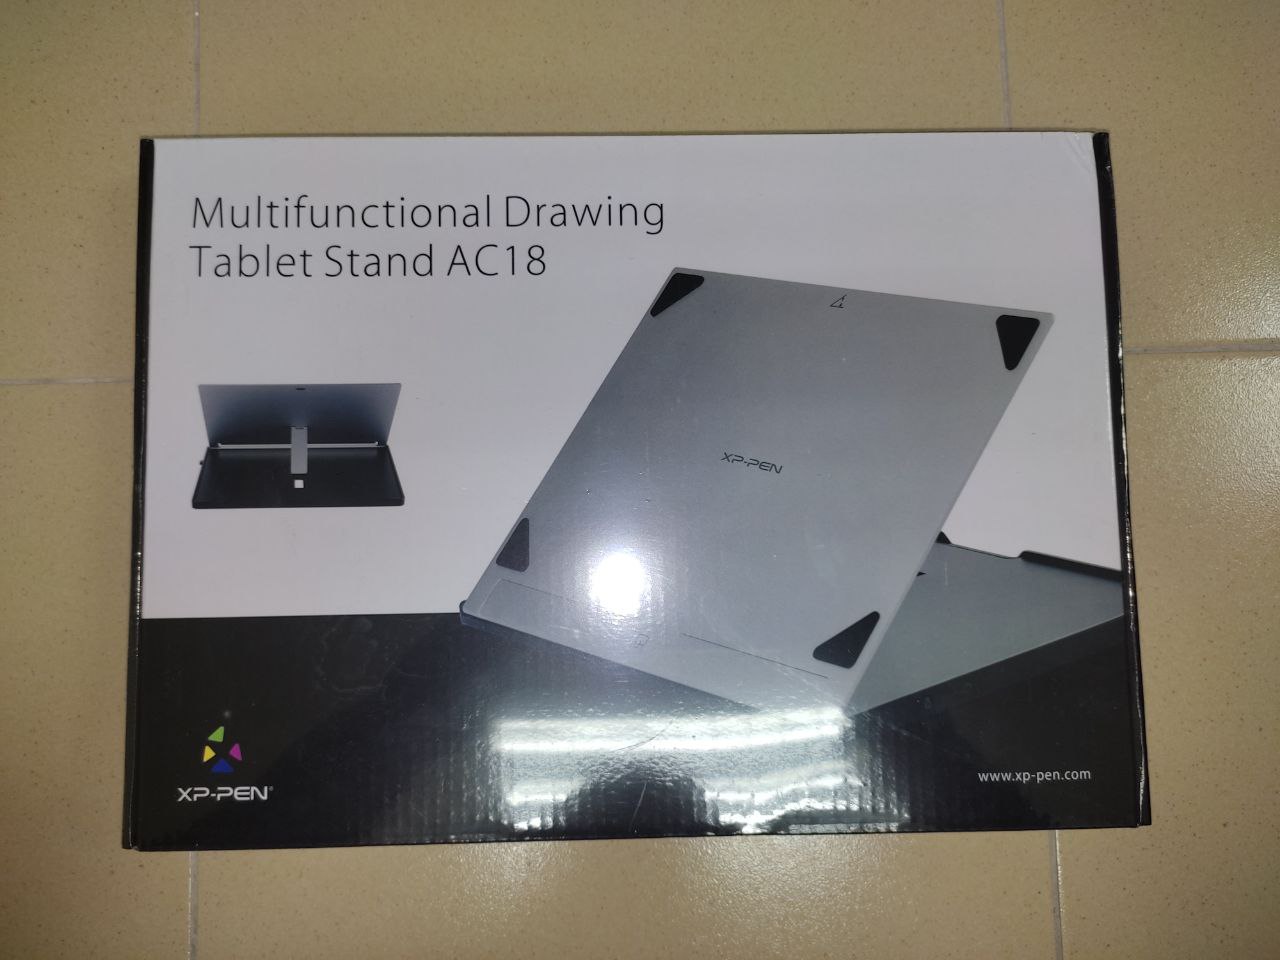 Multifunctional Drawing
Tablet Stand AC18
XP-PEN
XP-PEN®
www.xp-pen.com